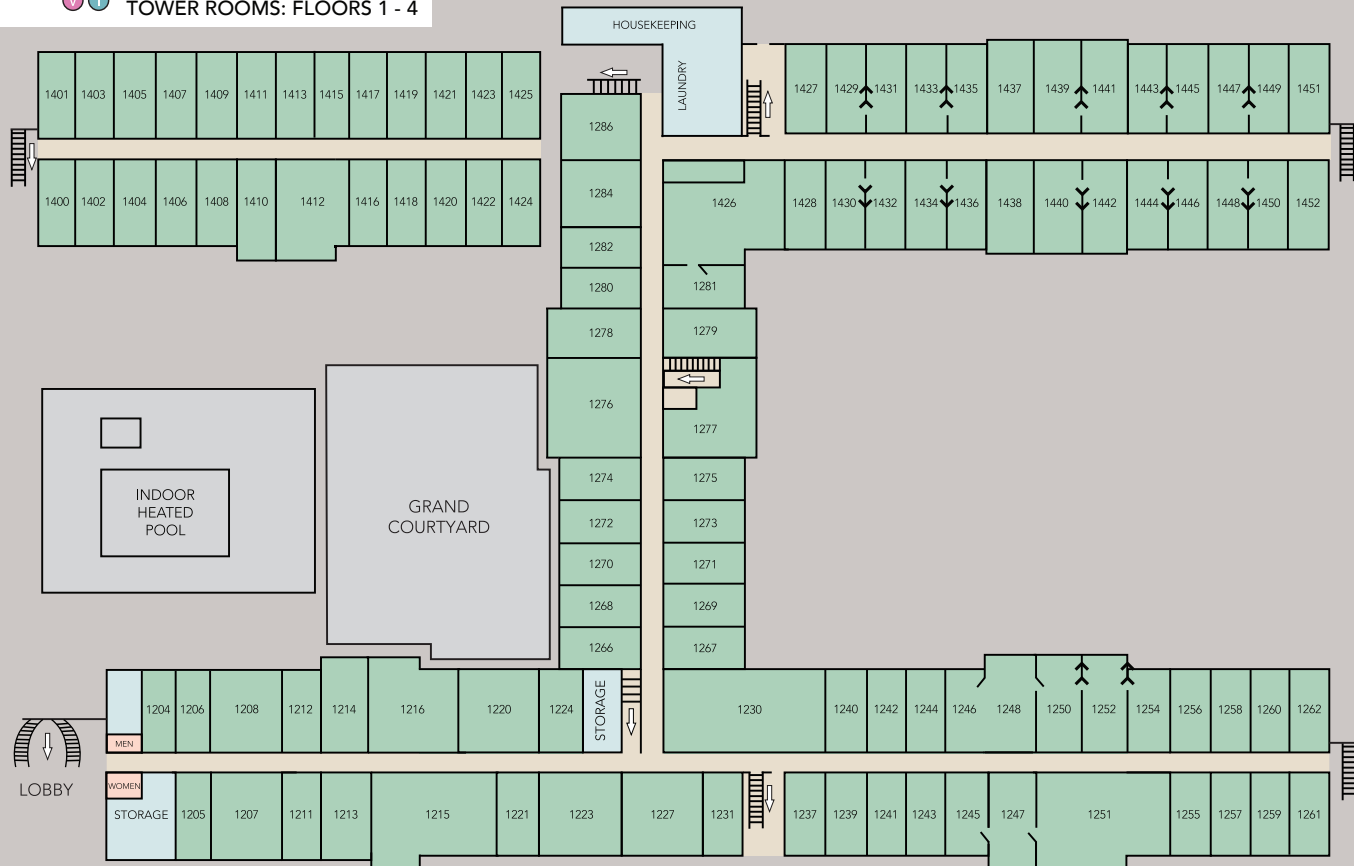 V T
TOWER ROOMS: FLOORS 1 - 4
HOUSEKEEPING
LAUNDRY
1401 1403 1405 1407 1409 1411 1413 1415 1417 1419 1421 1423 1425
1400 1402 1404 1406 1408 1410 1412 1416 1418 1420 1422 1424
1427 1429 1431 1433 1435 1437 1439 1441 1443 1445 1447 1449 1451
1426 1428 1430 1432 1434 1436 1438 1440 1442 1444 1446 1448 1450 1452
1286
1284
1282
1280
1281
1278
1279
1276
1277
1274
1275
1272
1273
1270
1271
1268
1269
1266
1267
INDOOR
HEATED
POOL
GRAND
COURTYARD
1204 1206 1208 1212 1214 1216 1220 1224
STORAGE
1230 1240 1242 1244 1246 1248 1250 1252 1254 1256 1258 1260 1262
MEN
LOBBY
WOMEN
STORAGE
1205 1207 1211 1213 1215 1221 1223 1227 1231
1237 1239 1241 1243 1245 1247 1251 1255 1257 1259 1261